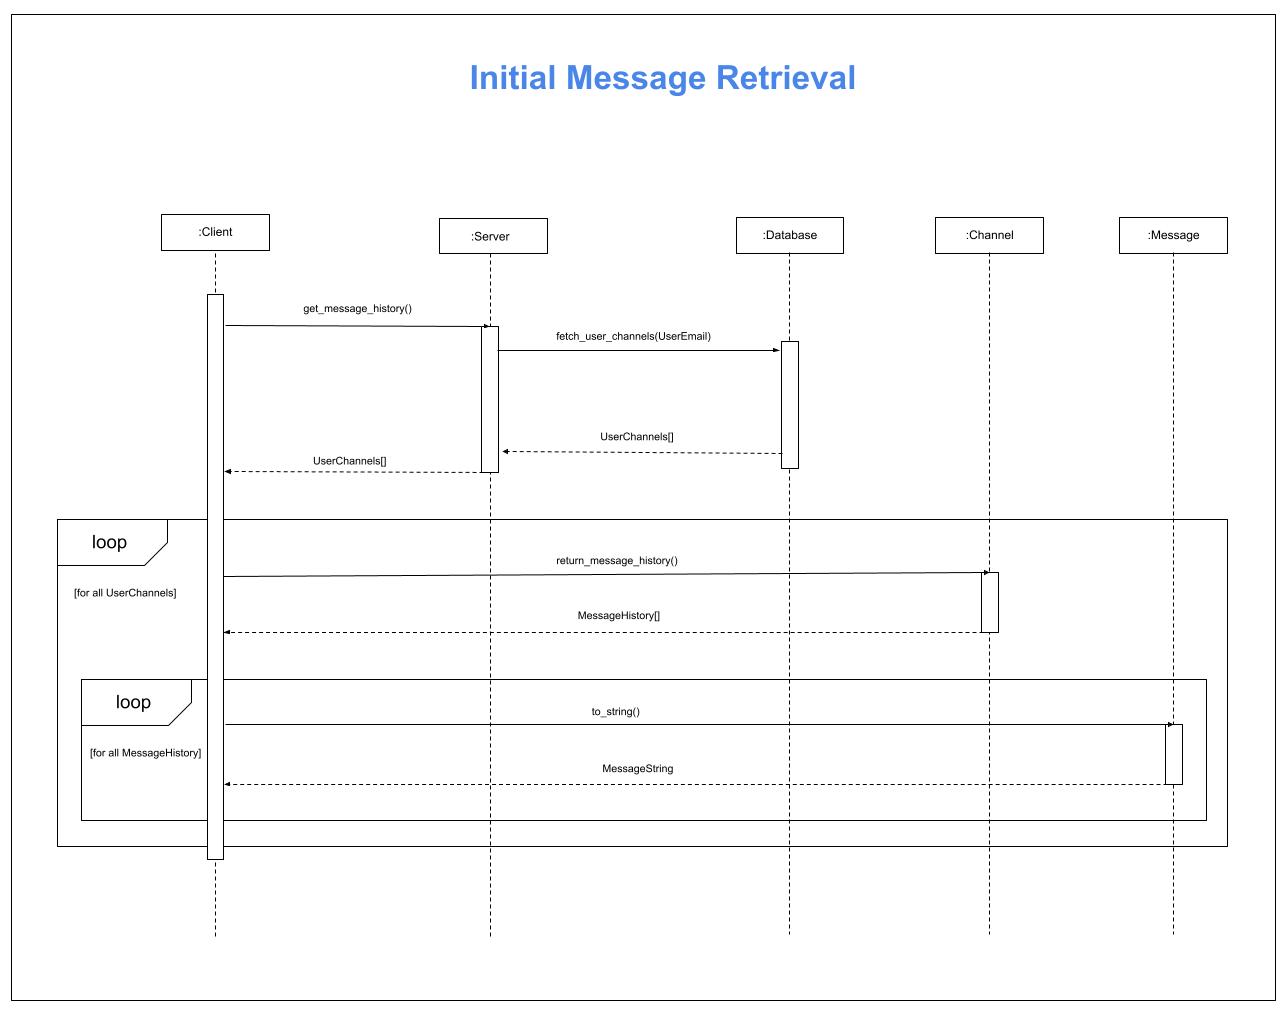 Initial Message Retrieval
:Client
:Server
:Database
:Channel
:Message
get_message_history()
fetch_user_channels(UserEmail)
UserChannels[]
UserChannels[]
loop
return_message_history()
[for all UserChannels]
MessageHistory[]
loop
to_string()
[for all MessageHistory]
MessageString